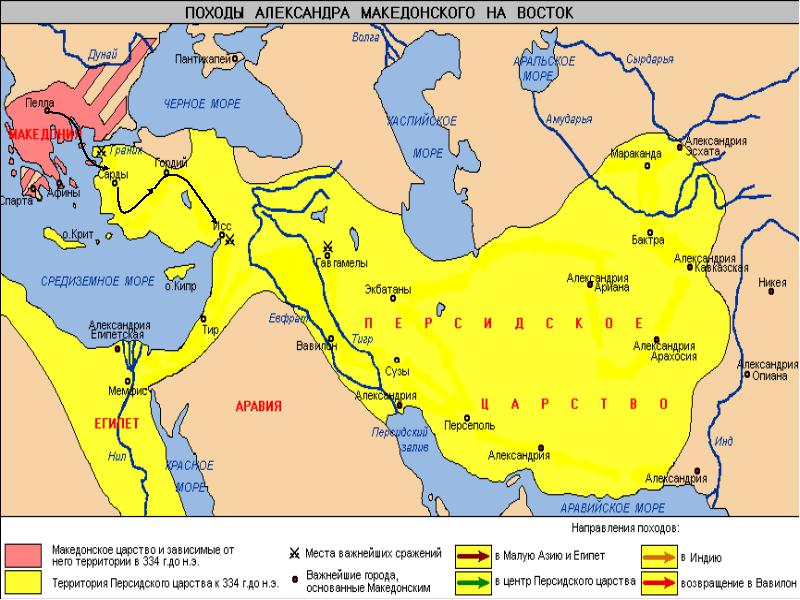 ПОХОДЫ АЛЕКСАНДРА МАКЕДОНСКОГО НА ВОСТОК
Дунай
Волга
Пантикапей
АРАЛЬСКОЕ
МОРЕ
Сырдарья
Пелла
ЧЕРНОЕ МОРЕ
КАСПИЙСКОЕ
МОРЕ
Амударья
МАКЕДОНИЯ
Граник
Гордий
Сарды
Мараканда
Александрия
Эсхата
Спарта
Афины
о.Крит
Исс
Гавгамелы
Бактра
Александрия
Кавказская
СРЕДИЗЕМНОЕ МОРЕ
о.Кипр
Экбатаны
Александрия
Ариана
Никея
Александрия
Египетская
Тир
Евфрат
Тигр
Вавилон
ПЕРСИДСКОЕ
Александрия
Арахосия
Сузы
Александрия
Опиана
Мемфис
АРАВИЯ
Александрия
ЦАРСТВО
ЕГИПЕТ
Персидский
залив
Персеполь
Инд
Нил
КРАСНОЕ
МОРЕ
Александрия
Александрия
АРАВИЙСКОЕ МОРЕ
Направления походов:
Македонское царство и зависимые от
него территории в 334 г.до н.э.
Территория Персидского царства к 334 г.до н.э.
Места важнейших сражений
Важнейшие города,
основанные Македонским
в Малую Азию и Египет
в центр Персидского царства
в Индию
возвращение в Вавилон